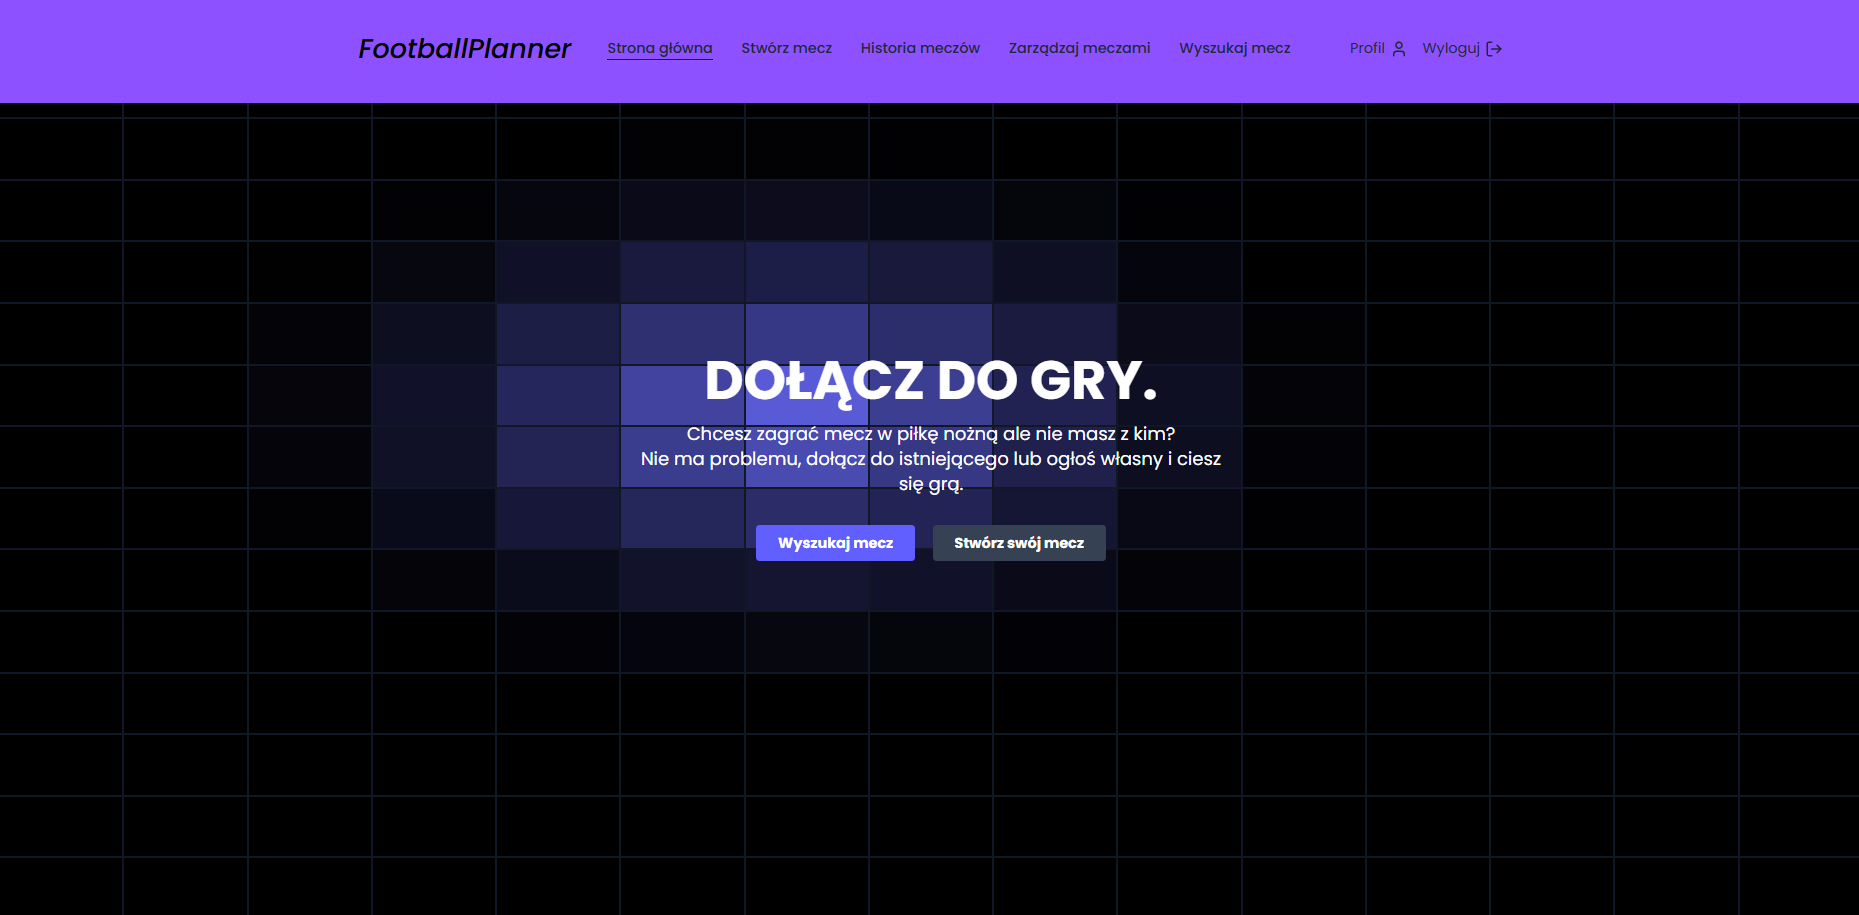 FootballPlanner Strona główna Stwórz mecz Historia meczów Zarządzaj meczami Wyszukaj mecz Profil Wyloguj
DOŁĄCZ DO GRY.
Chcesz zagrać mecz w piłkę nożną ale nie masz z kim?
Nie ma problemu, dołącz do istniejącego lub ogłoś własny i ciesz
się grą.
Wyszukaj mecz Stwórz swój mecz